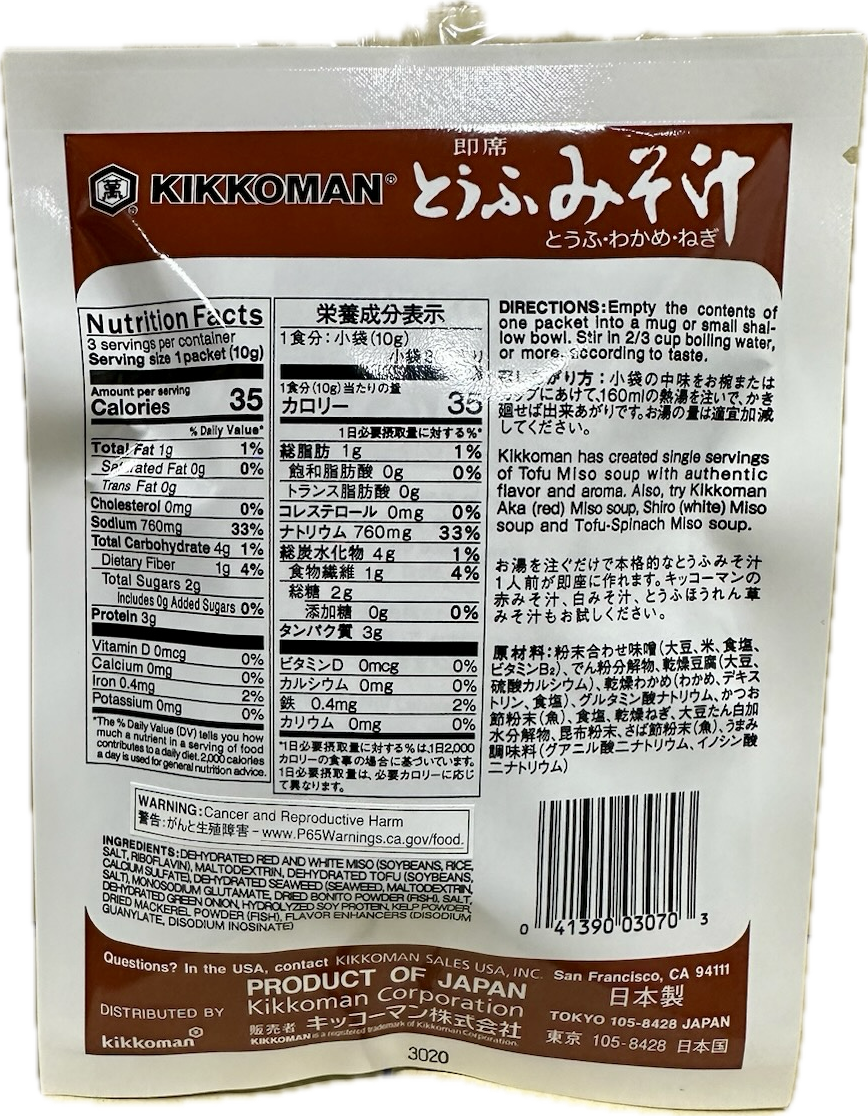 即席
萬
KIKKOMAN®
とうふみそ汁
とうふ・わかめ・ねぎ
Nutrition Facts
3 servings per container
Serving size 1 packet (10g)
Amount per serving
Calories 35
% Daily Value*
Total Fat 1g 1%
Saturated Fat 0g 0%
Trans Fat 0g
Cholesterol 0mg 0%
Sodium 760mg 33%
Total Carbohydrate 4g 1%
Dietary Fiber 1g 4%
Total Sugars 2g
Includes 0g Added Sugars 0%
Protein 3g
Vitamin D 0mcg 0%
Calcium 0mg 0%
Iron 0.4mg 2%
Potassium 0mg 0%
*The % Daily Value (DV) tells you how
much a nutrient in a serving of food
contributes to a daily diet. 2,000 calories
a day is used for general nutrition advice.
栄養成分表示
1食分：小袋(10g)
小袋
1食分(10g)当たりの量
カロリー 35
1日必要摂取量に対する%*
総脂肪 1g 1%
飽和脂肪酸 0g 0%
トランス脂肪酸 0g
コレステロール 0mg 0%
ナトリウム 760mg 33%
総炭水化物 4g 1%
食物繊維 1g 4%
総糖 2g
添加糖 0g 0%
タンパク質 3g
ビタミンD 0mcg 0%
カルシウム 0mg 0%
鉄 0.4mg 2%
カリウム 0mg 0%
*1日必要摂取量に対する%は、1日2,000
カロリーの食事の場合に基づいています。
1日必要摂取量は、必要カロリーに応じ
て異なります。
DIRECTIONS: Empty the contents of
one packet into a mug or small shal-
low bowl. Stir in 2/3 cup boiling water,
or more, according to taste.
がり方：小袋の中味をお椀または
カップにあけて、160mlの熱湯を注いで、かき
廻せば出来あがりです。お湯の量は適宜加減
してください。
Kikkoman has created single servings
of Tofu Miso soup with authentic
flavor and aroma. Also, try Kikkoman
Aka (red) Miso soup, Shiro (white) Miso
soup and Tofu-Spinach Miso soup.
お湯を注ぐだけで本格的なとうふみそ汁
1人前が即座に作れます。キッコーマンの
赤みそ汁、白みそ汁、とうふほうれん草
みそ汁もお試しください。
原材料：粉末合わせ味噌（大豆、米、食塩、
ビタミンB₂）、でん粉分解物、乾燥豆腐（大豆、
硫酸カルシウム）、乾燥わかめ（わかめ、デキス
トリン、食塩）、グルタミン酸ナトリウム、かつお
節粉末（魚）、食塩、乾燥ねぎ、大豆たん白加
水分解物、昆布粉末、さば節粉末（魚）、うまみ
調味料（グアニル酸二ナトリウム、イノシン酸
二ナトリウム）
WARNING: Cancer and Reproductive Harm
警告：がんと生殖障害 – www.P65Warnings.ca.gov/food.
INGREDIENTS: DEHYDRATED RED AND WHITE MISO (SOYBEANS, RICE,
SALT, RIBOFLAVIN), MALTODEXTRIN, DEHYDRATED TOFU (SOYBEANS,
CALCIUM SULFATE), DEHYDRATED SEAWEED (SEAWEED, MALTODEXTRIN,
SALT), MONOSODIUM GLUTAMATE, DRIED BONITO POWDER (FISH), SALT,
DEHYDRATED GREEN ONION, HYDROLYZED SOY PROTEIN, KELP POWDER,
DRIED MACKEREL POWDER (FISH), FLAVOR ENHANCERS (DISODIUM
GUANYLATE, DISODIUM INOSINATE)
0 41390 03070 3
Questions? In the USA, contact KIKKOMAN SALES USA, INC. San Francisco, CA 94111
PRODUCT OF JAPAN 日本製
DISTRIBUTED BY Kikkoman Corporation TOKYO 105-8428 JAPAN
kikkoman® 販売者 キッコーマン株式会社 東京 105-8428 日本国
KIKKOMAN is a registered trademark of Kikkoman Corporation.
3020